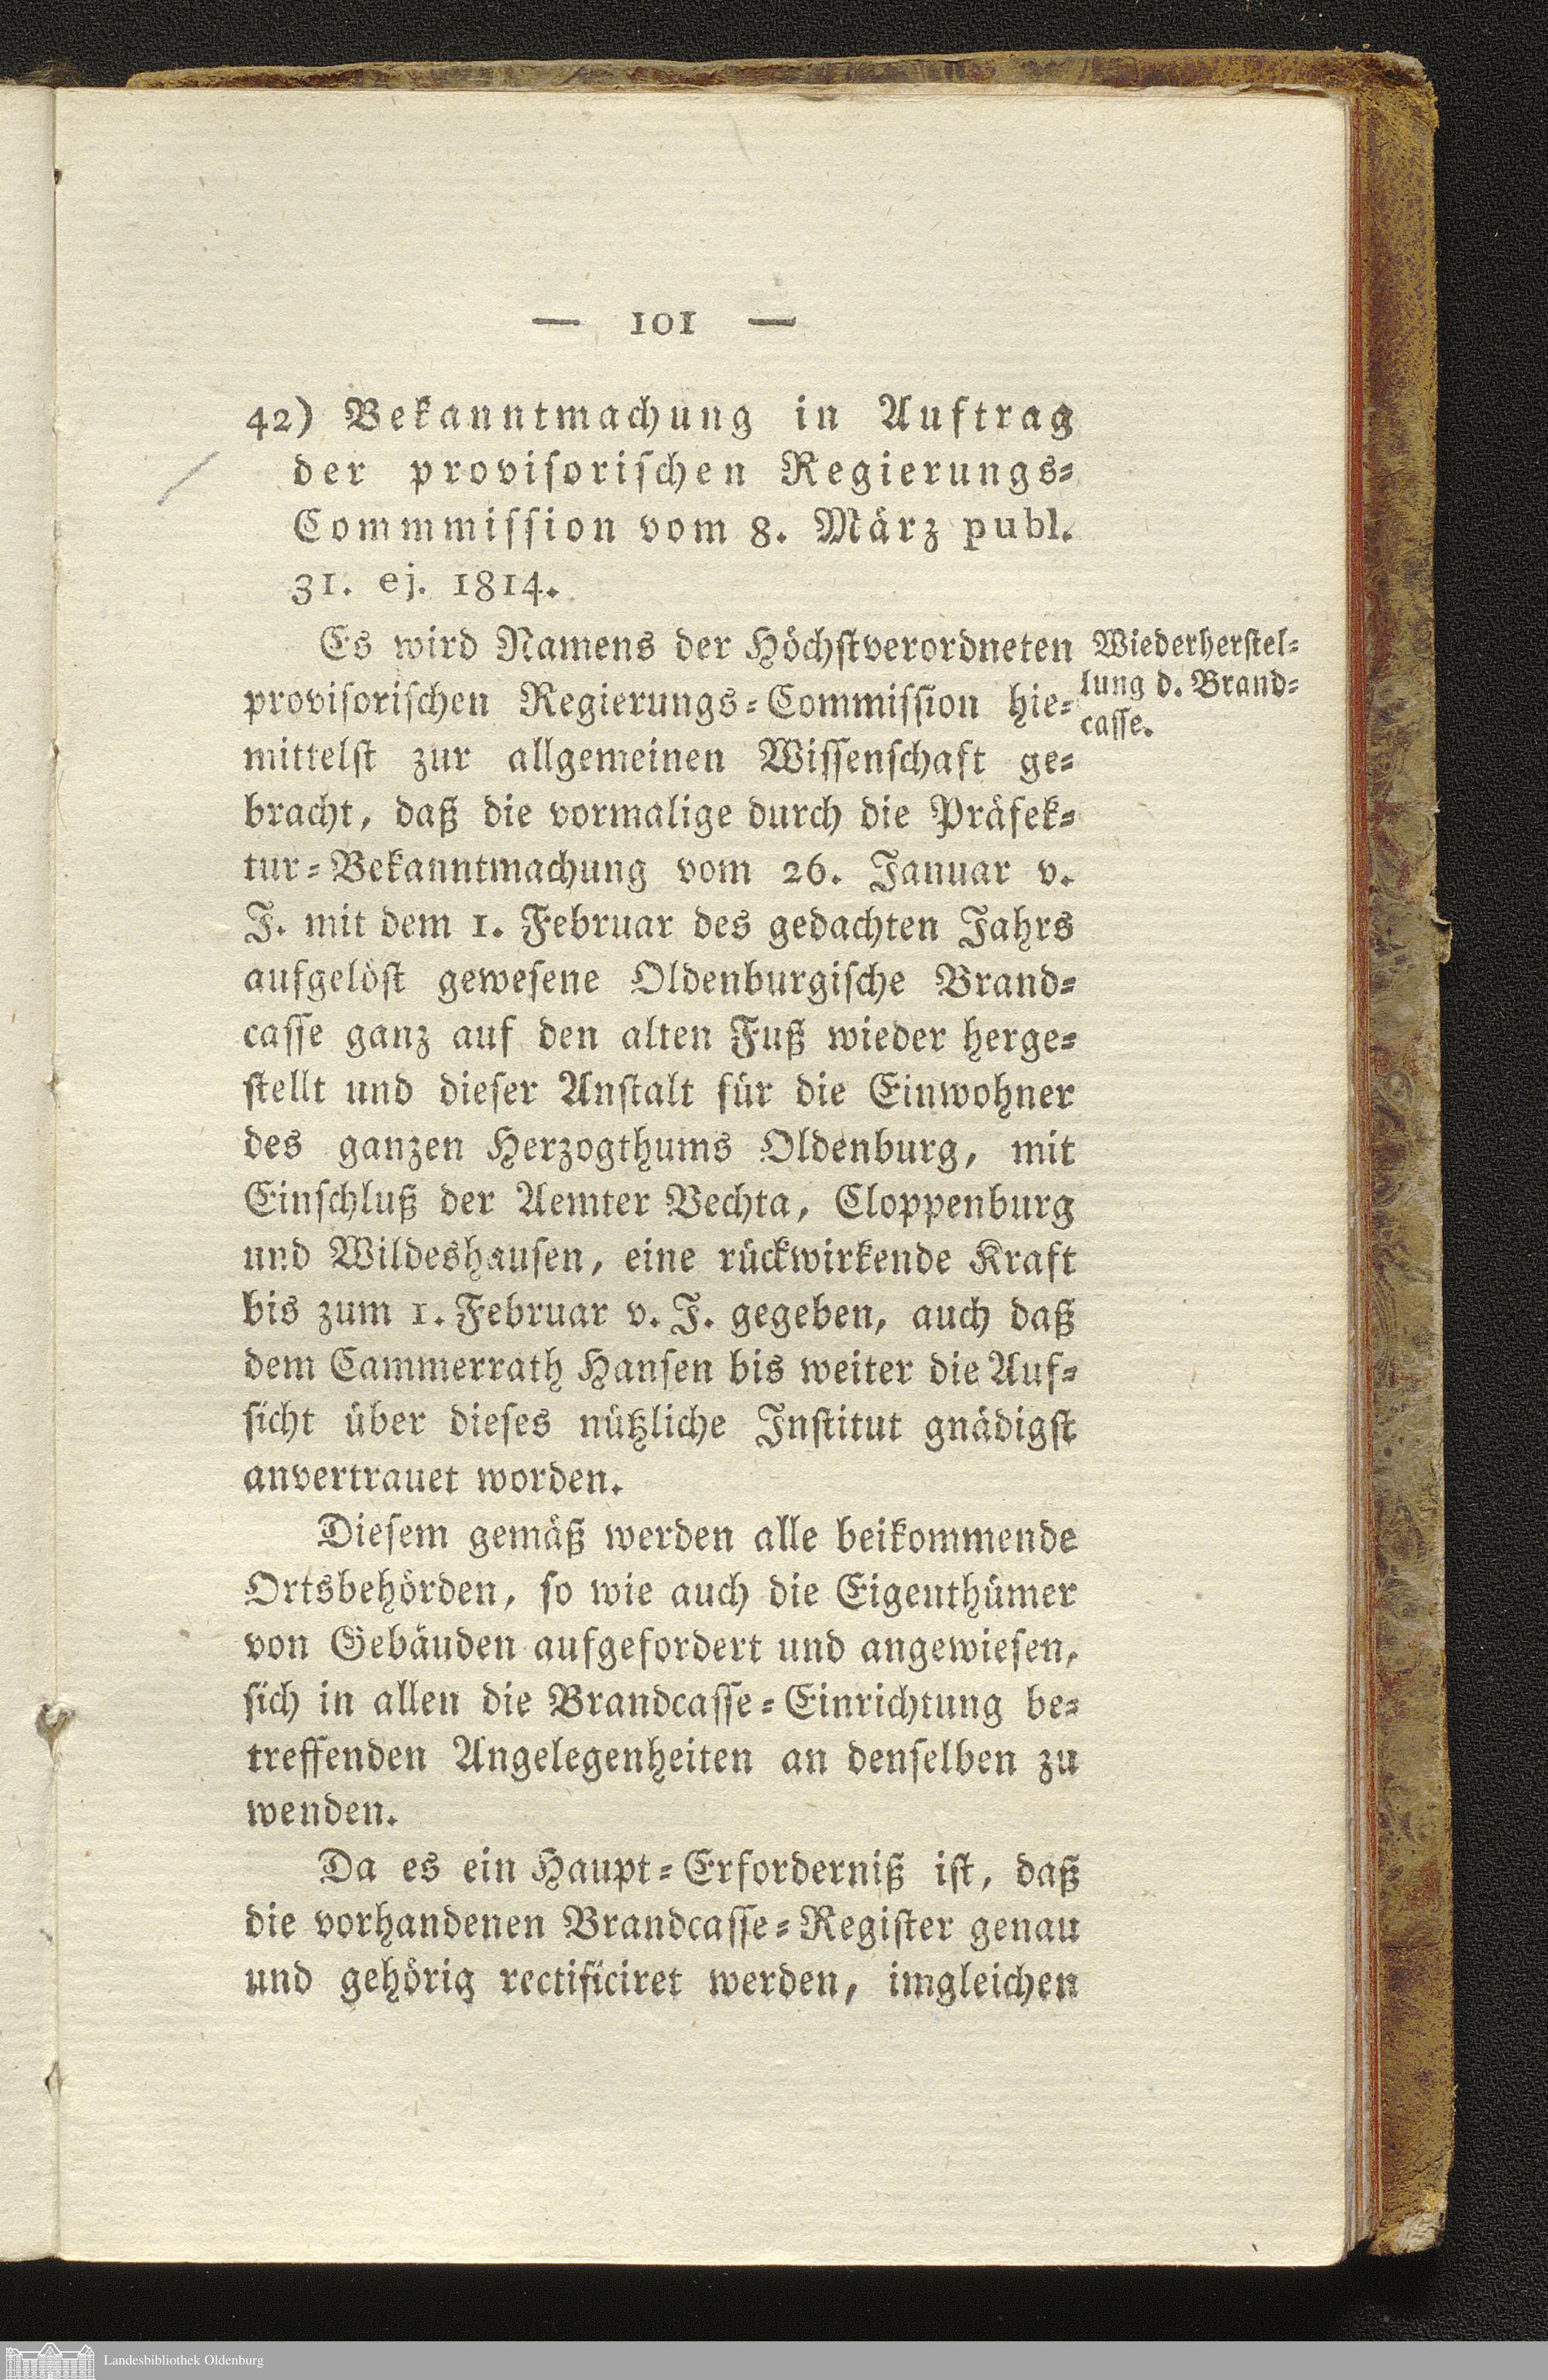 — 101 —
42) Bekanntmachung in Auftrag
der provisorischen Regierungs-
Commmission vom 8. März publ.
31. ej. 1814.
Es wird Namens der Höchstverordneten
provisorischen Regierungs-Commission hie-
mittelst zur allgemeinen Wissenschaft ge-
bracht, daß die vormalige durch die Präfek-
tur-Bekanntmachung vom 26. Januar v.
J. mit dem 1. Februar des gedachten Jahrs
aufgelöst gewesene Oldenburgische Brand-
casse ganz auf den alten Fuß wieder herge-
stellt und dieser Anstalt für die Einwohner
des ganzen Herzogthums Oldenburg, mit
Einschluß der Aemter Vechta, Cloppenburg
und Wildeshausen, eine rückwirkende Kraft
bis zum 1. Februar v. J. gegeben, auch daß
dem Cammerrath Hansen bis weiter die Auf-
sicht über dieses nützliche Institut gnädigst
anvertrauet worden.
Wiederherstel-
lung d. Brand-
casse.
Diesem gemäß werden alle beikommende
Ortsbehörden, so wie auch die Eigenthümer
von Gebäuden aufgefordert und angewiesen,
sich in allen die Brandcasse-Einrichtung be-
treffenden Angelegenheiten an denselben zu
wenden.
Da es ein Haupt-Erforderniß ist, daß
die vorhandenen Brandcasse-Register genau
und gehörig rectificiret werden, imgleichen
Landesbibliothek Oldenburg